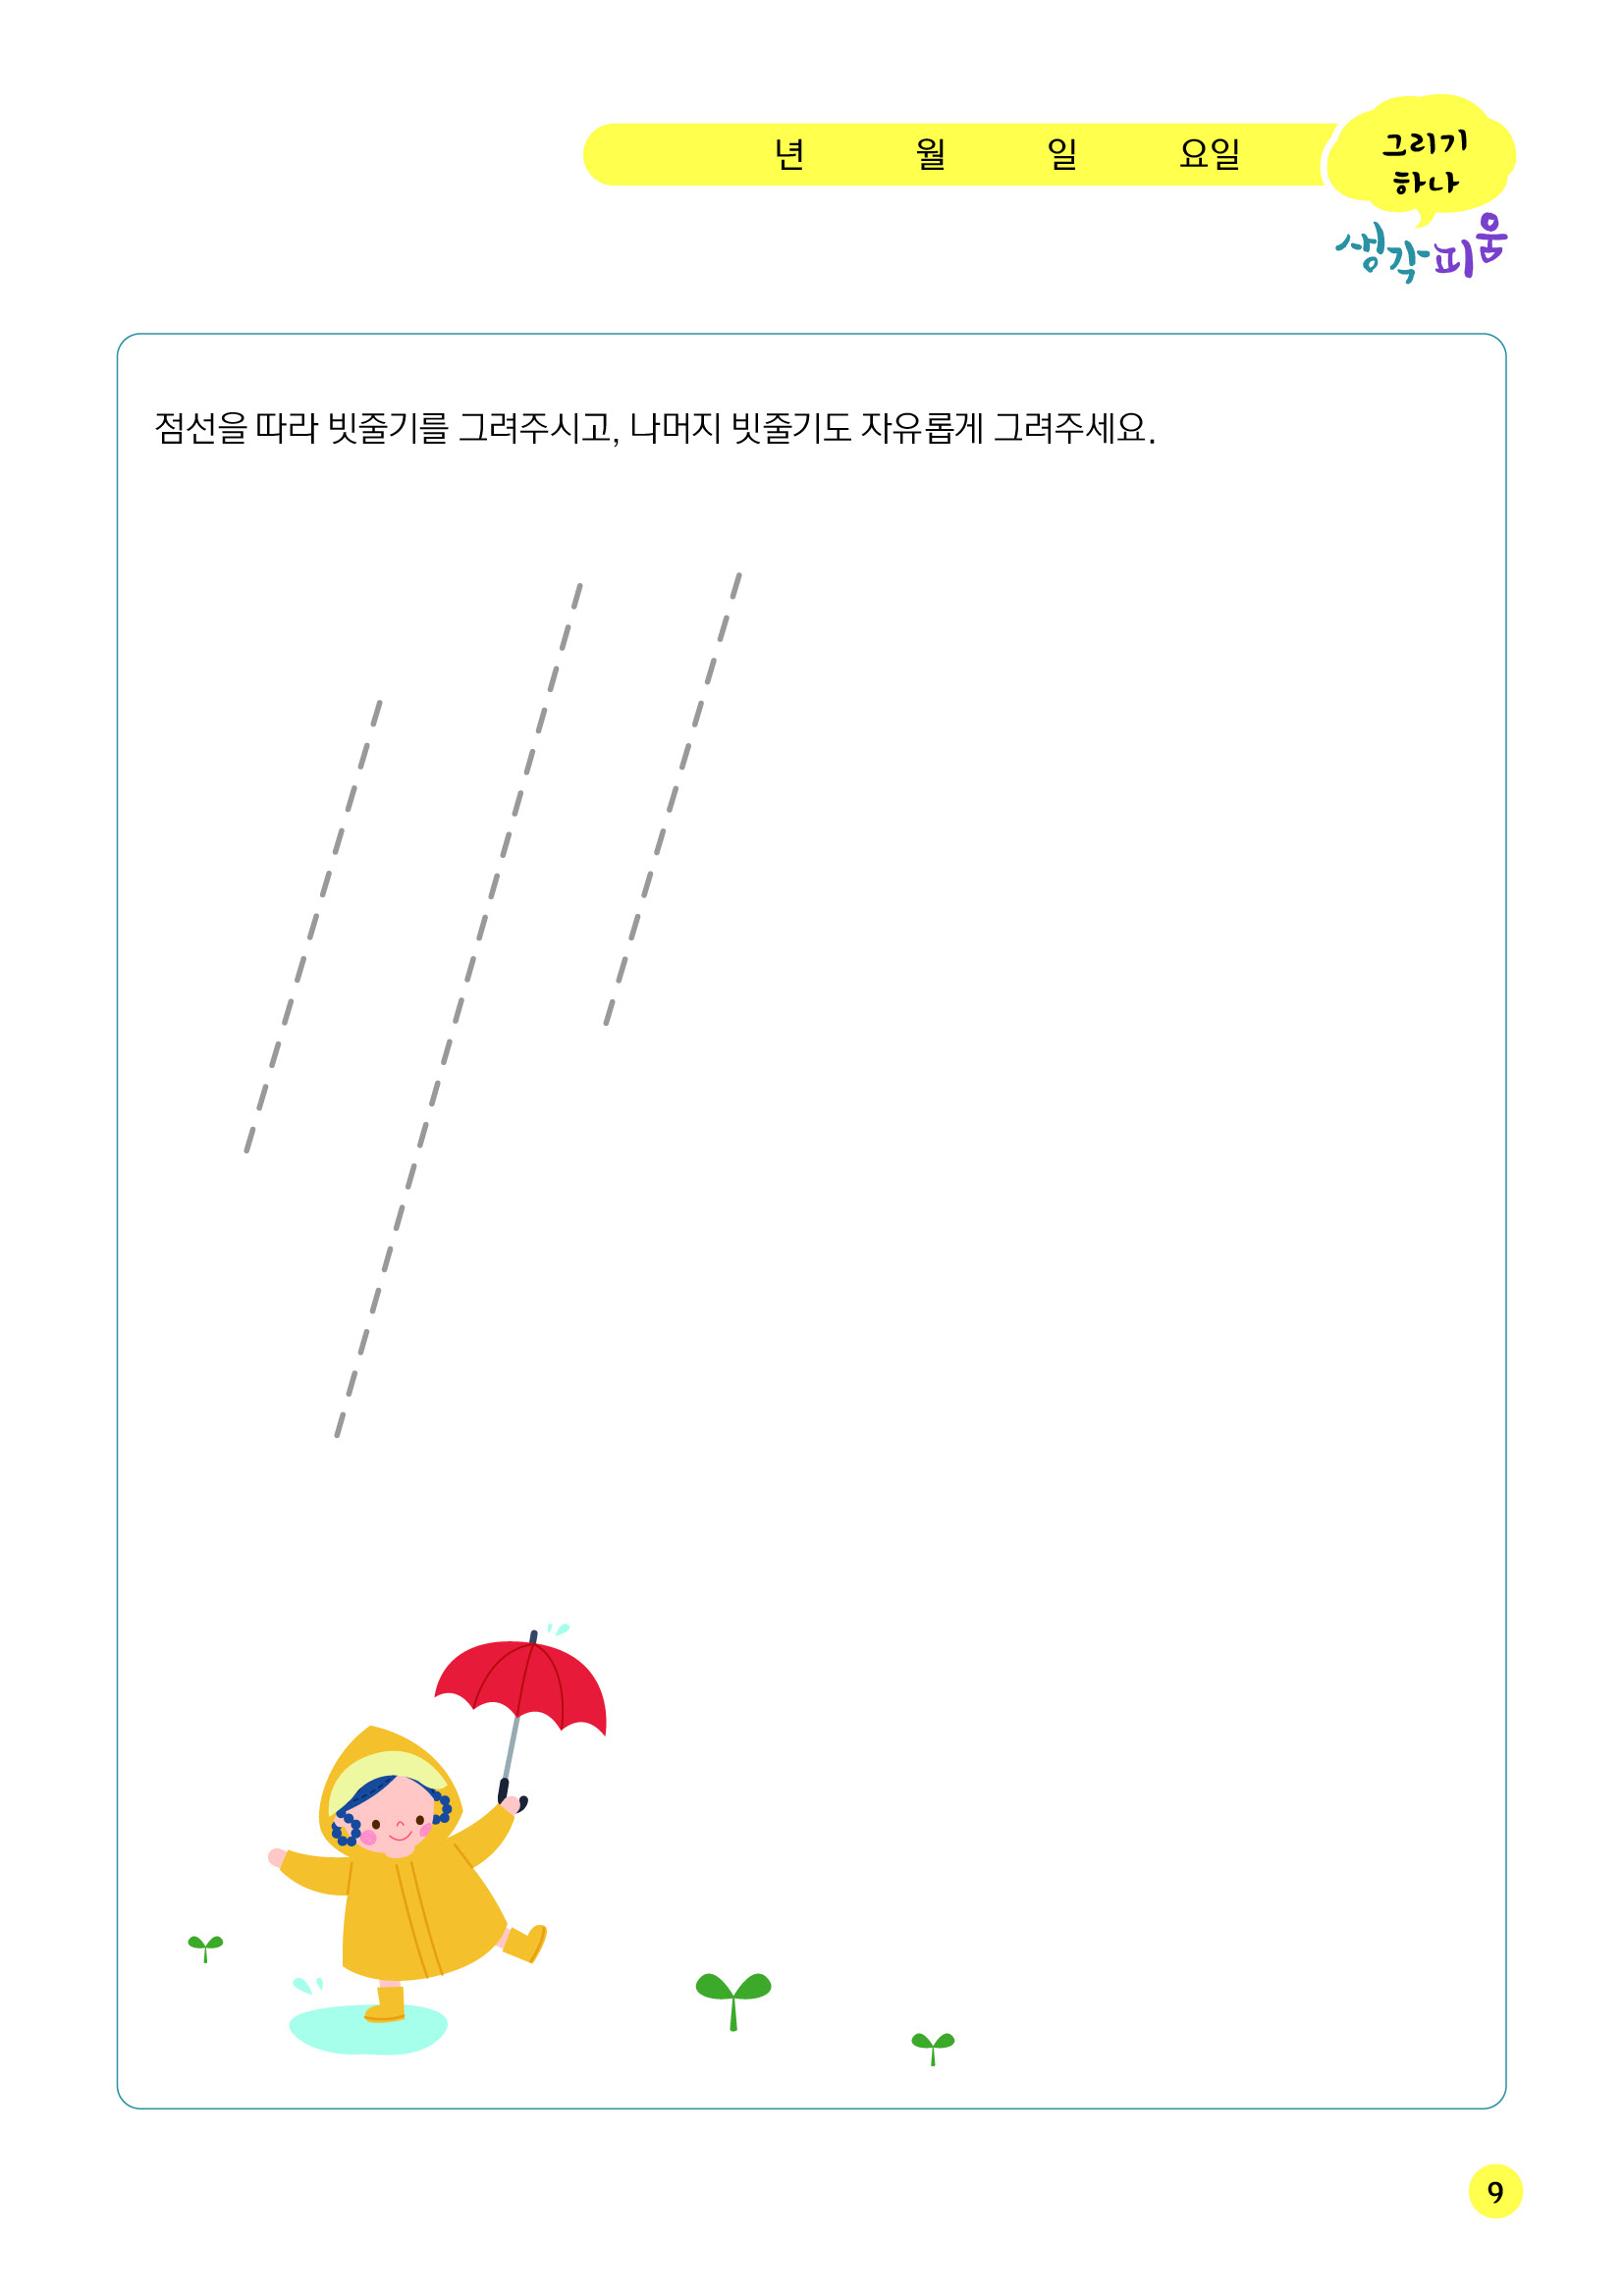 년 월 일 요일
그리기
하나
생각피움
점선을 따라 빗줄기를 그려주시고, 나머지 빗줄기도 자유롭게 그려주세요.
9